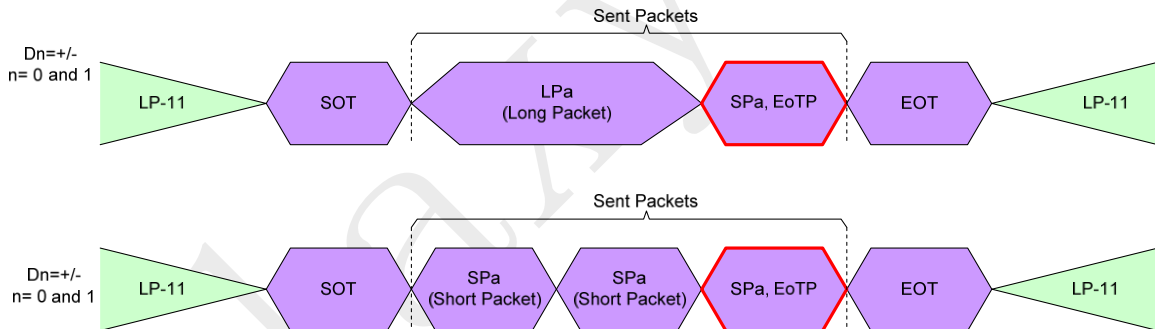 Sent Packets
Dn=+/-
n= 0 and 1
LP-11
SOT
LPa
(Long Packet)
SPa, EoTP
EOT
LP-11
Sent Packets
Dn=+/-
n= 0 and 1
LP-11
SOT
SPa
(Short Packet)
SPa
(Short Packet)
SPa, EoTP
EOT
LP-11